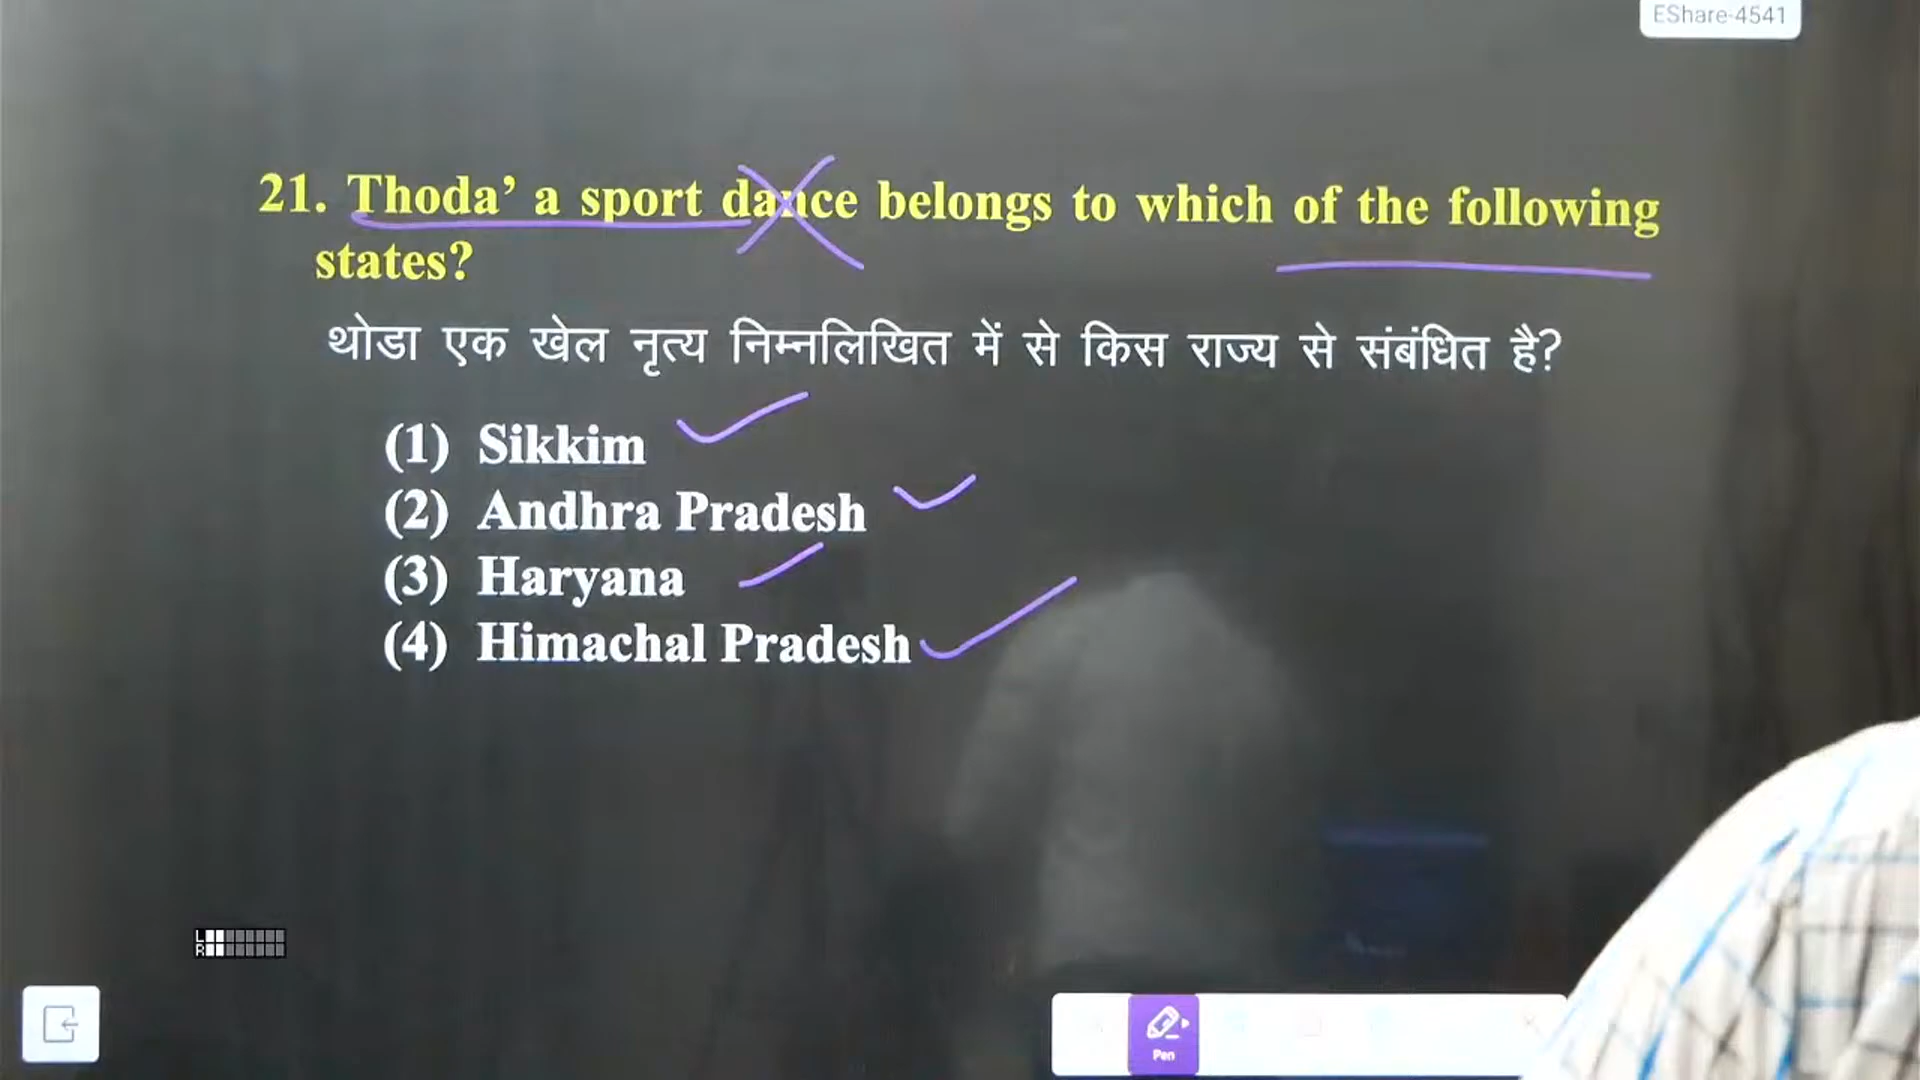 EShare-4541
21. Thoda’ a sport dance belongs to which of the following
states?
थोडा एक खेल नृत्य निम्नलिखित में से किस राज्य से संबंधित है?
(1) Sikkim
(2) Andhra Pradesh
(3) Haryana
(4) Himachal Pradesh
L
R
Pen